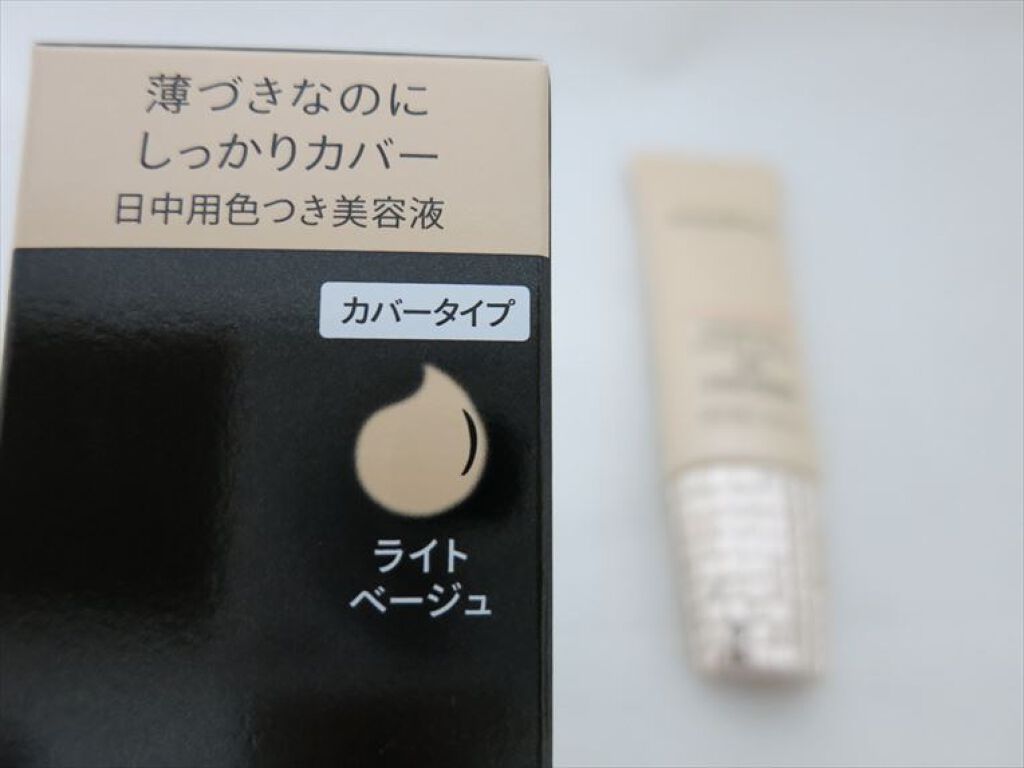 薄づきなのに
しっかりカバー
日中用色つき美容液
カバータイプ
ライト
ベージュ